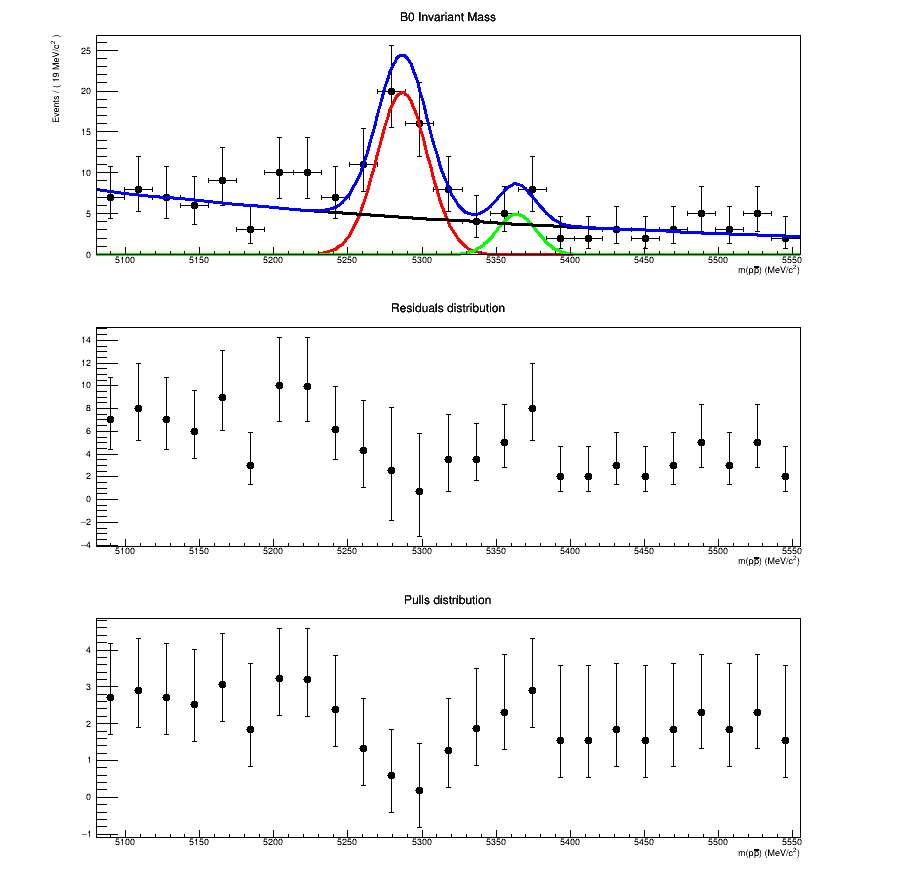 B0 Invariant Mass
Events / ( 19 MeV/c² )
25
20
15
10
5
0
5100 5150 5200 5250 5300 5350 5400 5450 5500 5550
m(pp̅) (MeV/c²)
Residuals distribution
14
12
10
8
6
4
2
0
−2
−4
5100 5150 5200 5250 5300 5350 5400 5450 5500 5550
m(pp̅) (MeV/c²)
Pulls distribution
4
3
2
1
0
−1
5100 5150 5200 5250 5300 5350 5400 5450 5500 5550
m(pp̅) (MeV/c²)